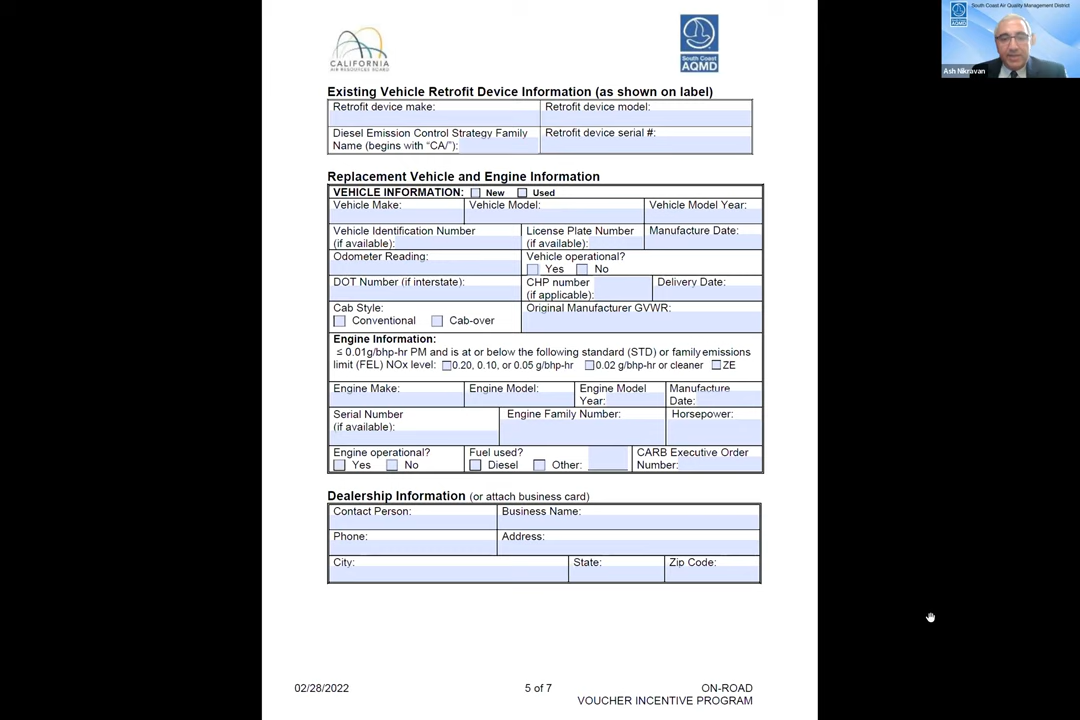 South Coast Air Quality Management District
AQMD
Ash Nikravan
CALIFORNIA
AIR RESOURCES BOARD
South Coast
AQMD
Existing Vehicle Retrofit Device Information (as shown on label)
Retrofit device make: Retrofit device model:
Diesel Emission Control Strategy Family Retrofit device serial #:
Name (begins with “CA/”):
Replacement Vehicle and Engine Information
VEHICLE INFORMATION: New Used
Vehicle Make: Vehicle Model: Vehicle Model Year:
Vehicle Identification Number License Plate Number Manufacture Date:
(if available): (if available):
Odometer Reading: Vehicle operational?
Yes No
DOT Number (if interstate): CHP number Delivery Date:
(if applicable):
Cab Style: Original Manufacturer GVWR:
Conventional Cab-over
Engine Information:
≤ 0.01g/bhp-hr PM and is at or below the following standard (STD) or family emissions
limit (FEL) NOx level: 0.20, 0.10, or 0.05 g/bhp-hr 0.02 g/bhp-hr or cleaner ZE
Engine Make: Engine Model: Engine Model Manufacture
Year: Date:
Serial Number Engine Family Number: Horsepower:
(if available):
Engine operational? Fuel used? CARB Executive Order
Yes No Diesel Other: Number:
Dealership Information (or attach business card)
Contact Person: Business Name:
Phone: Address:
City: State: Zip Code:
02/28/2022 5 of 7 ON-ROAD
VOUCHER INCENTIVE PROGRAM